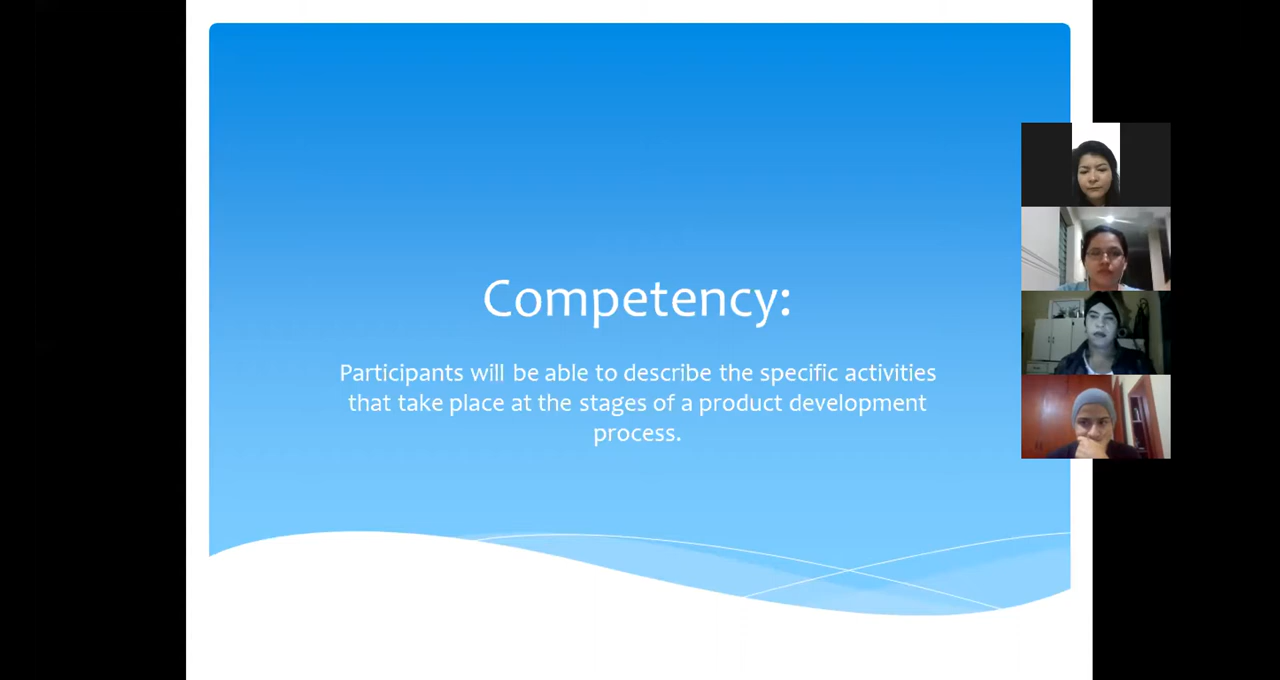 Competency:
Participants will be able to describe the specific activities
that take place at the stages of a product development
process.